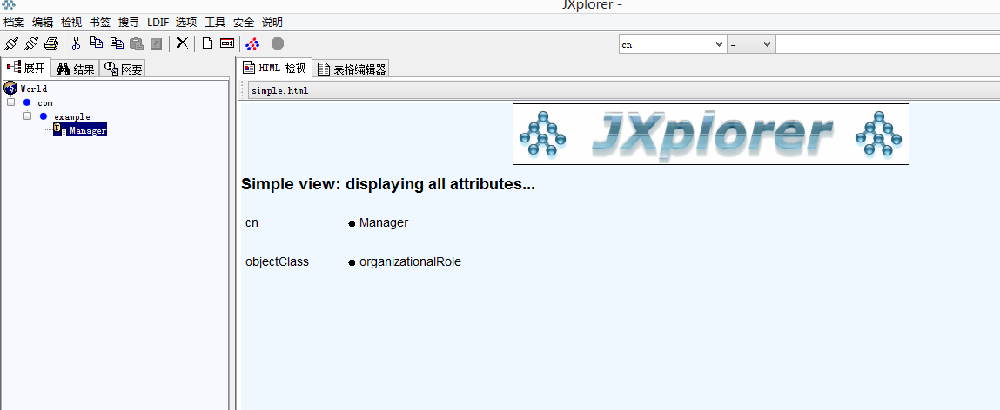 JXplorer -
档案 编辑 检视 书签 搜寻 LDIF 选项 工具 安全 说明
cn =
展开 结果 网要
HTML 检视 表格编辑器
World
com
example
Manager
simple.html
JXplorer
Simple view: displaying all attributes...
cn Manager
objectClass organizationalRole